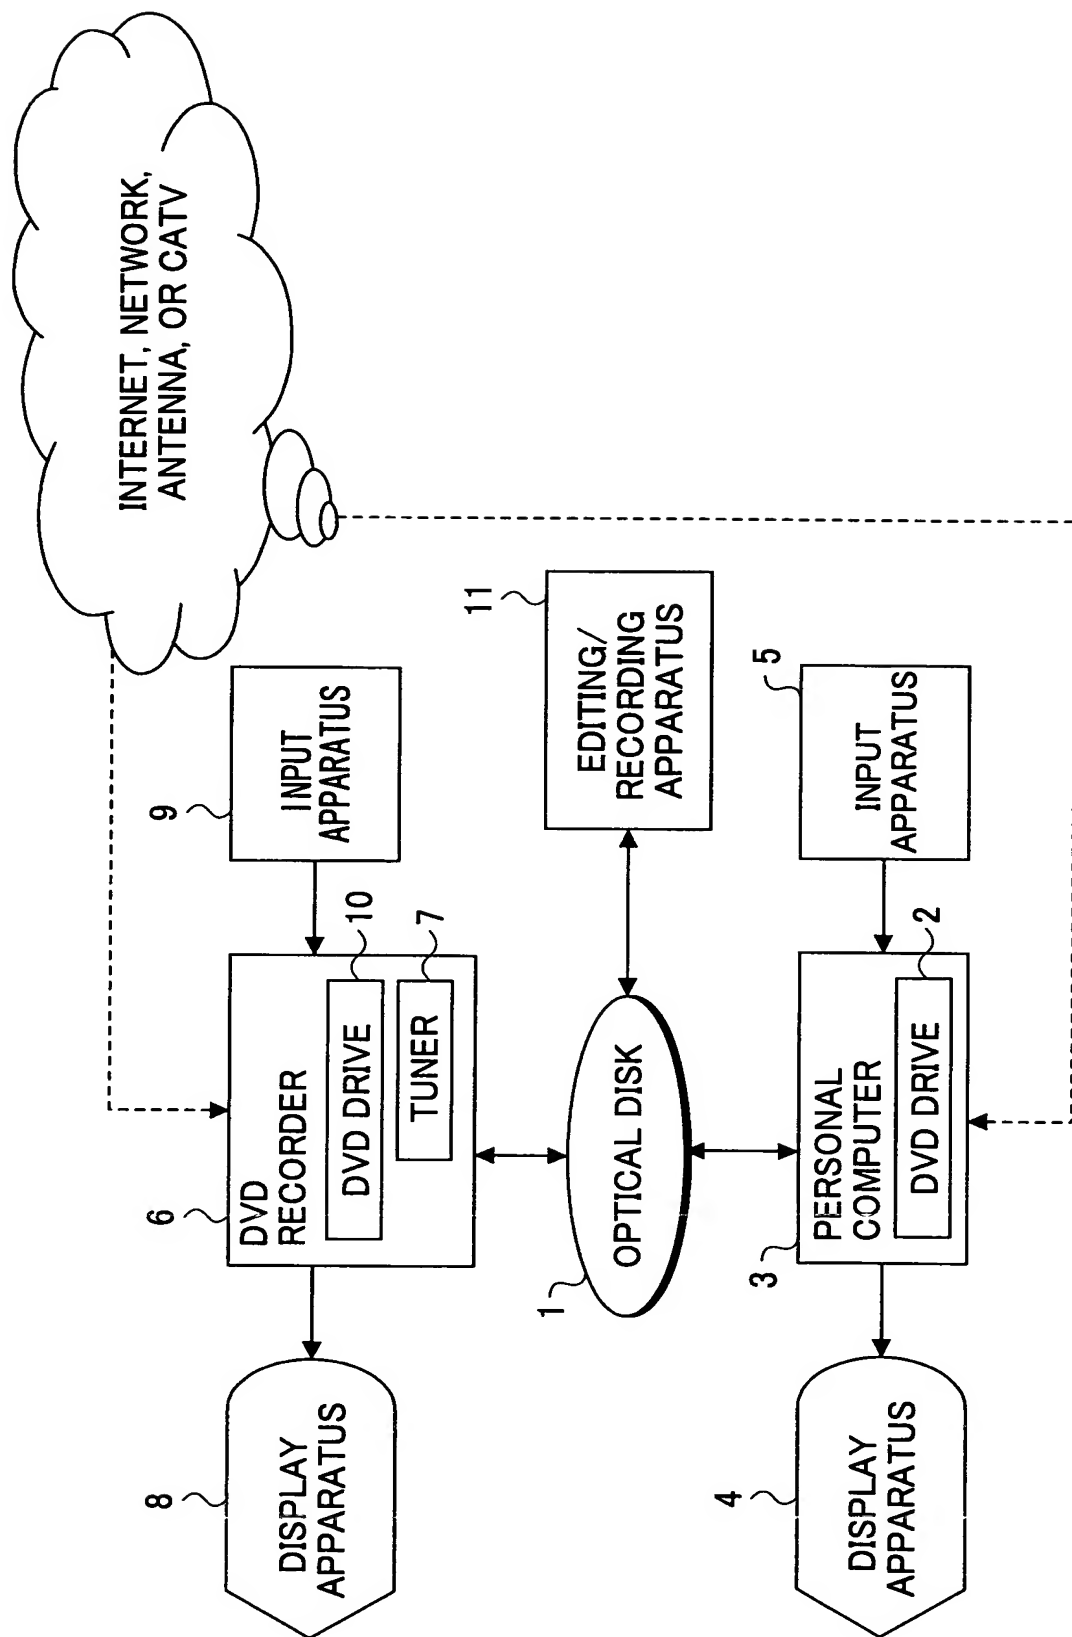 INTERNET, NETWORK,
ANTENNA, OR CATV
8
DISPLAY
APPARATUS
6
DVD
RECORDER
10
DVD DRIVE
7
TUNER
9
INPUT
APPARATUS
1
OPTICAL DISK
11
EDITING/
RECORDING
APPARATUS
4
DISPLAY
APPARATUS
3
PERSONAL
COMPUTER
2
DVD DRIVE
5
INPUT
APPARATUS